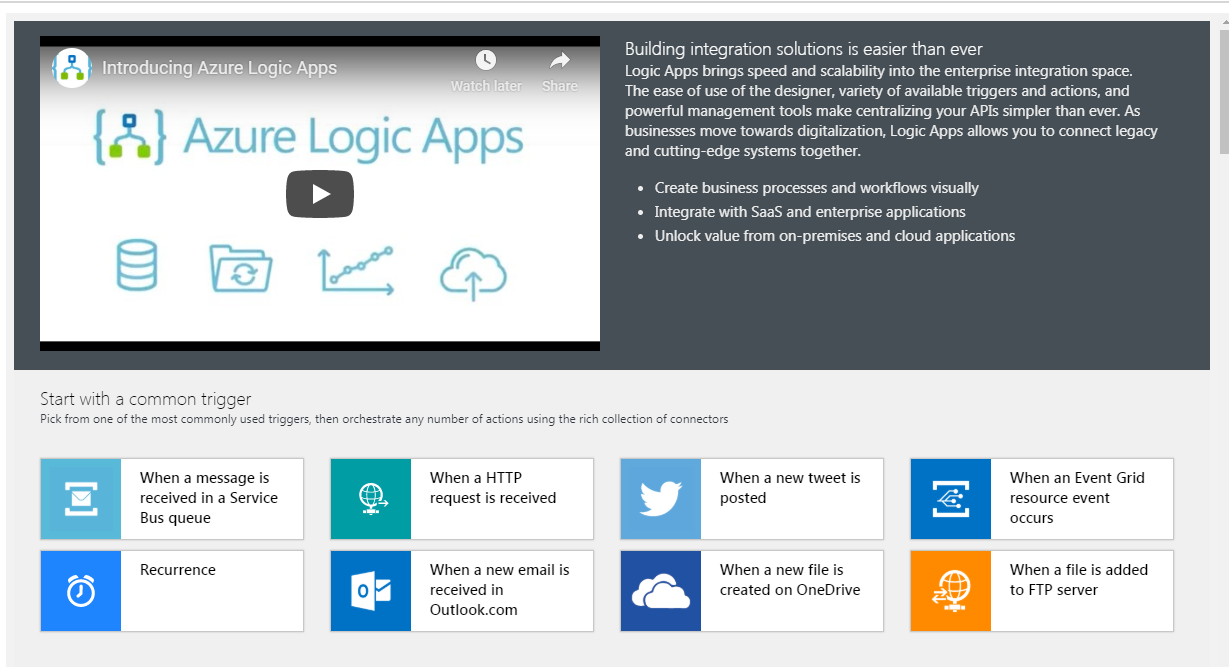 Introducing Azure Logic Apps
Watch later
Share
Azure Logic Apps
Building integration solutions is easier than ever
Logic Apps brings speed and scalability into the enterprise integration space.
The ease of use of the designer, variety of available triggers and actions, and
powerful management tools make centralizing your APIs simpler than ever. As
businesses move towards digitalization, Logic Apps allows you to connect legacy
and cutting-edge systems together.
• Create business processes and workflows visually
• Integrate with SaaS and enterprise applications
• Unlock value from on-premises and cloud applications
Start with a common trigger
Pick from one of the most commonly used triggers, then orchestrate any number of actions using the rich collection of connectors
When a message is
received in a Service
Bus queue
When a HTTP
request is received
When a new tweet is
posted
When an Event Grid
resource event
occurs
Recurrence
When a new email is
received in
Outlook.com
When a new file is
created on OneDrive
When a file is added
to FTP server